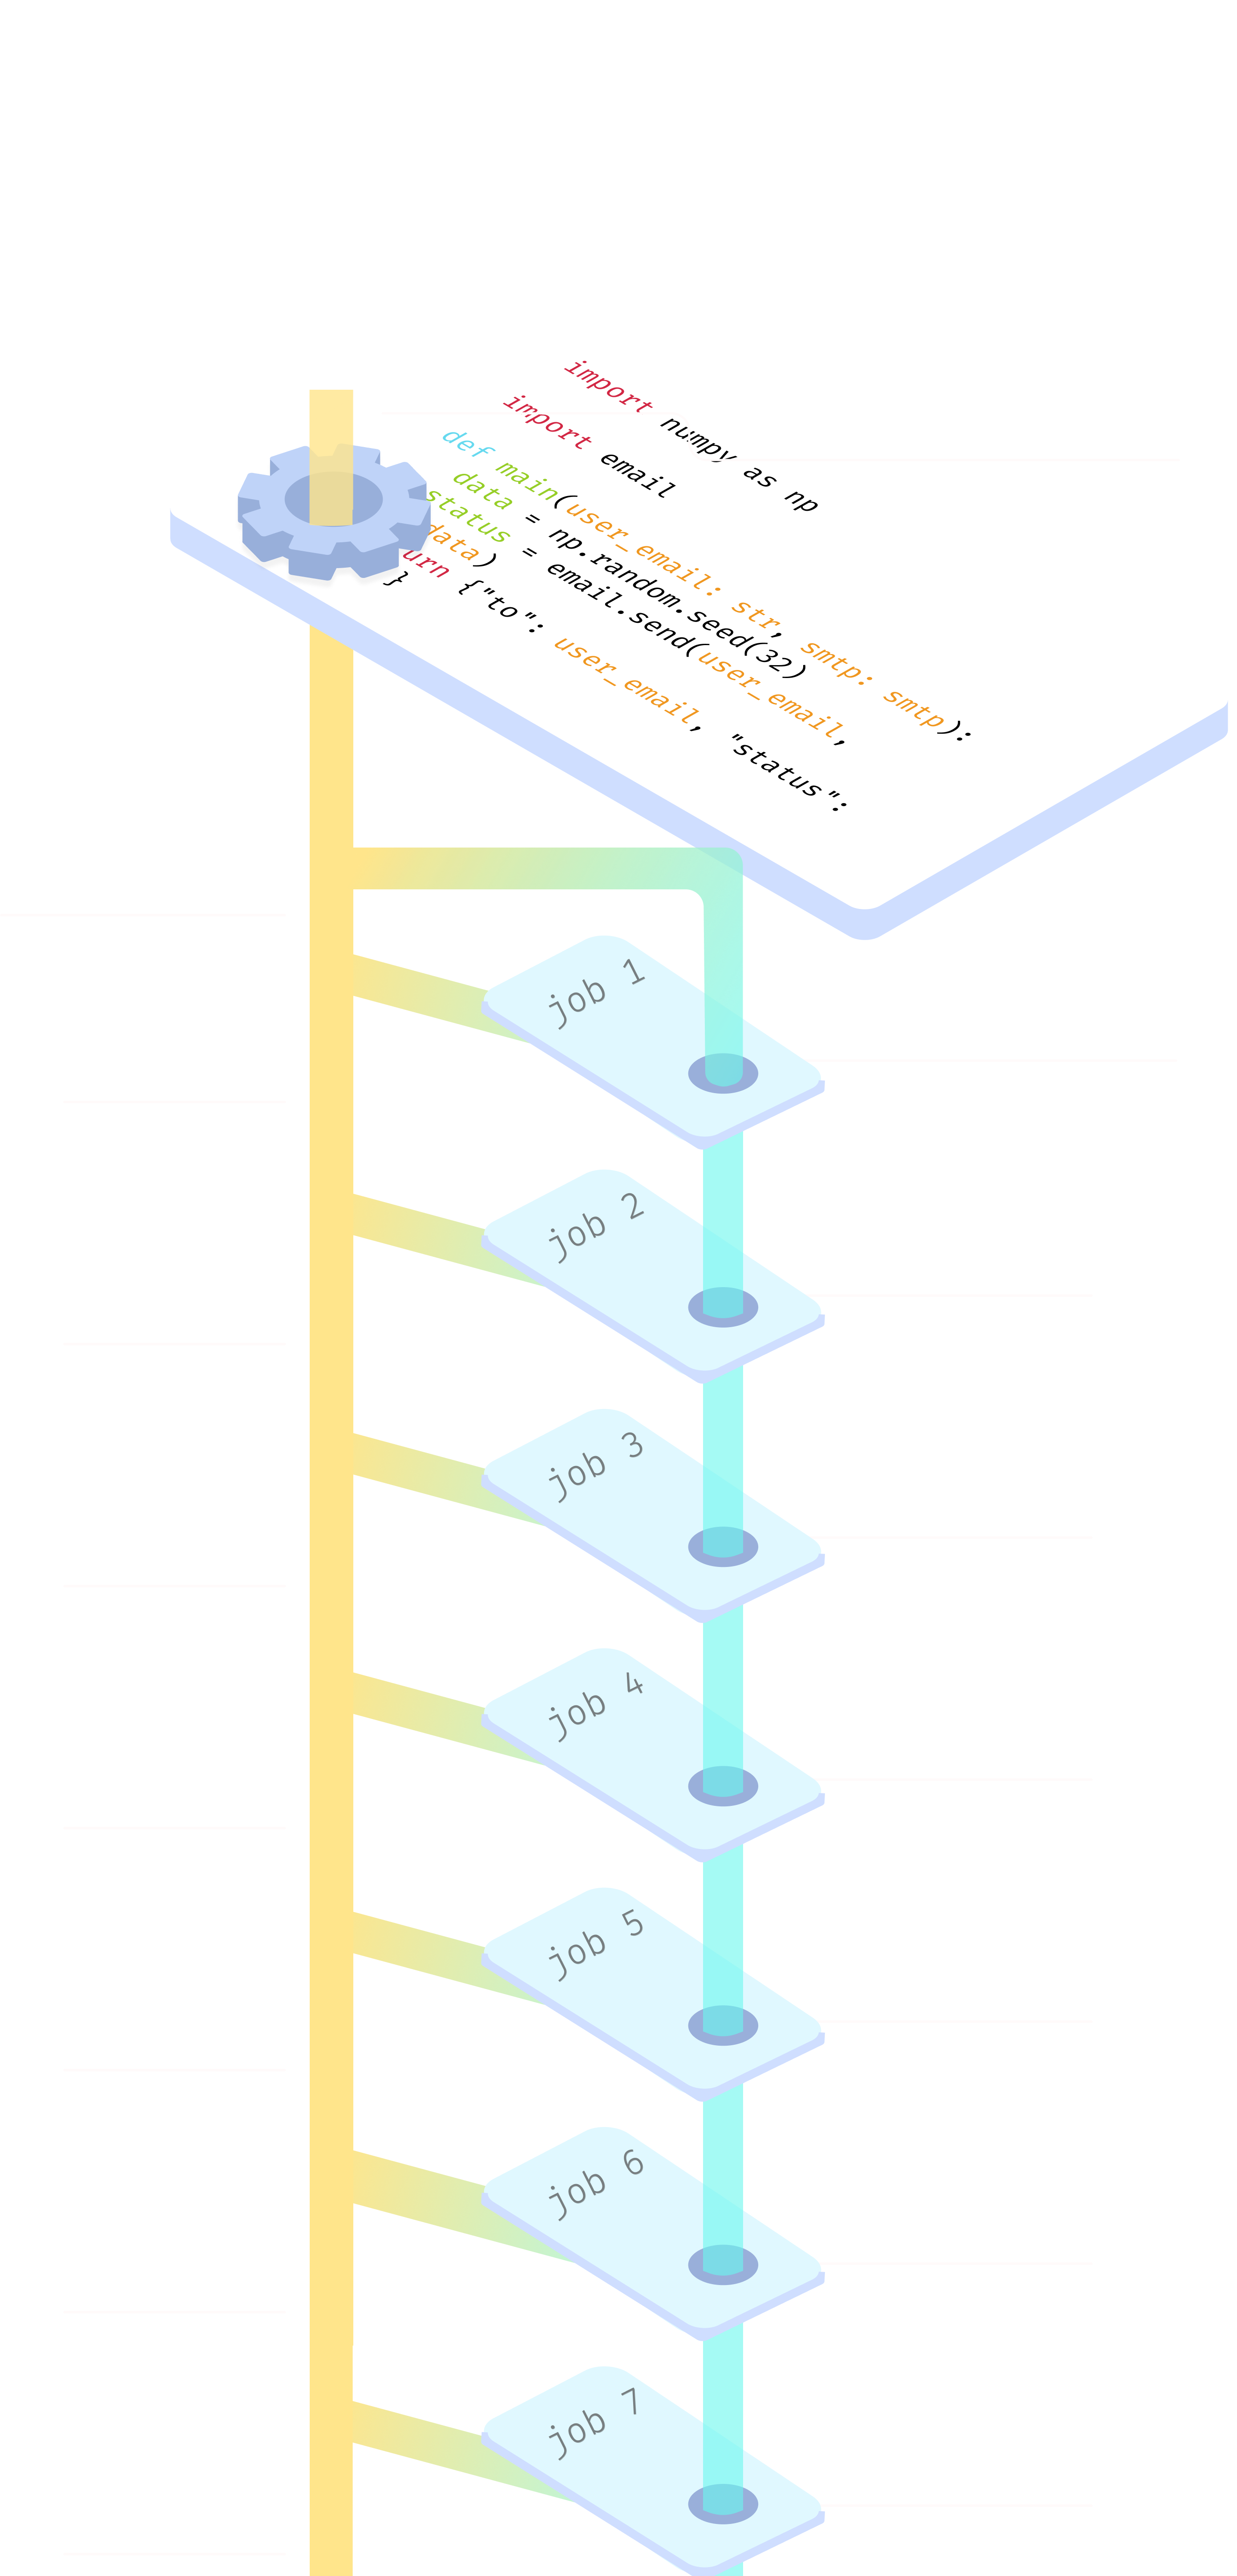 import numpy as np
import email
def main(user_email: str, smtp: smtp):
data = np.random.seed(32)
status = email.send(user_email,
data)
urn {"to": user_email, "status":
}
job 1
job 2
job 3
job 4
job 5
job 6
job 7